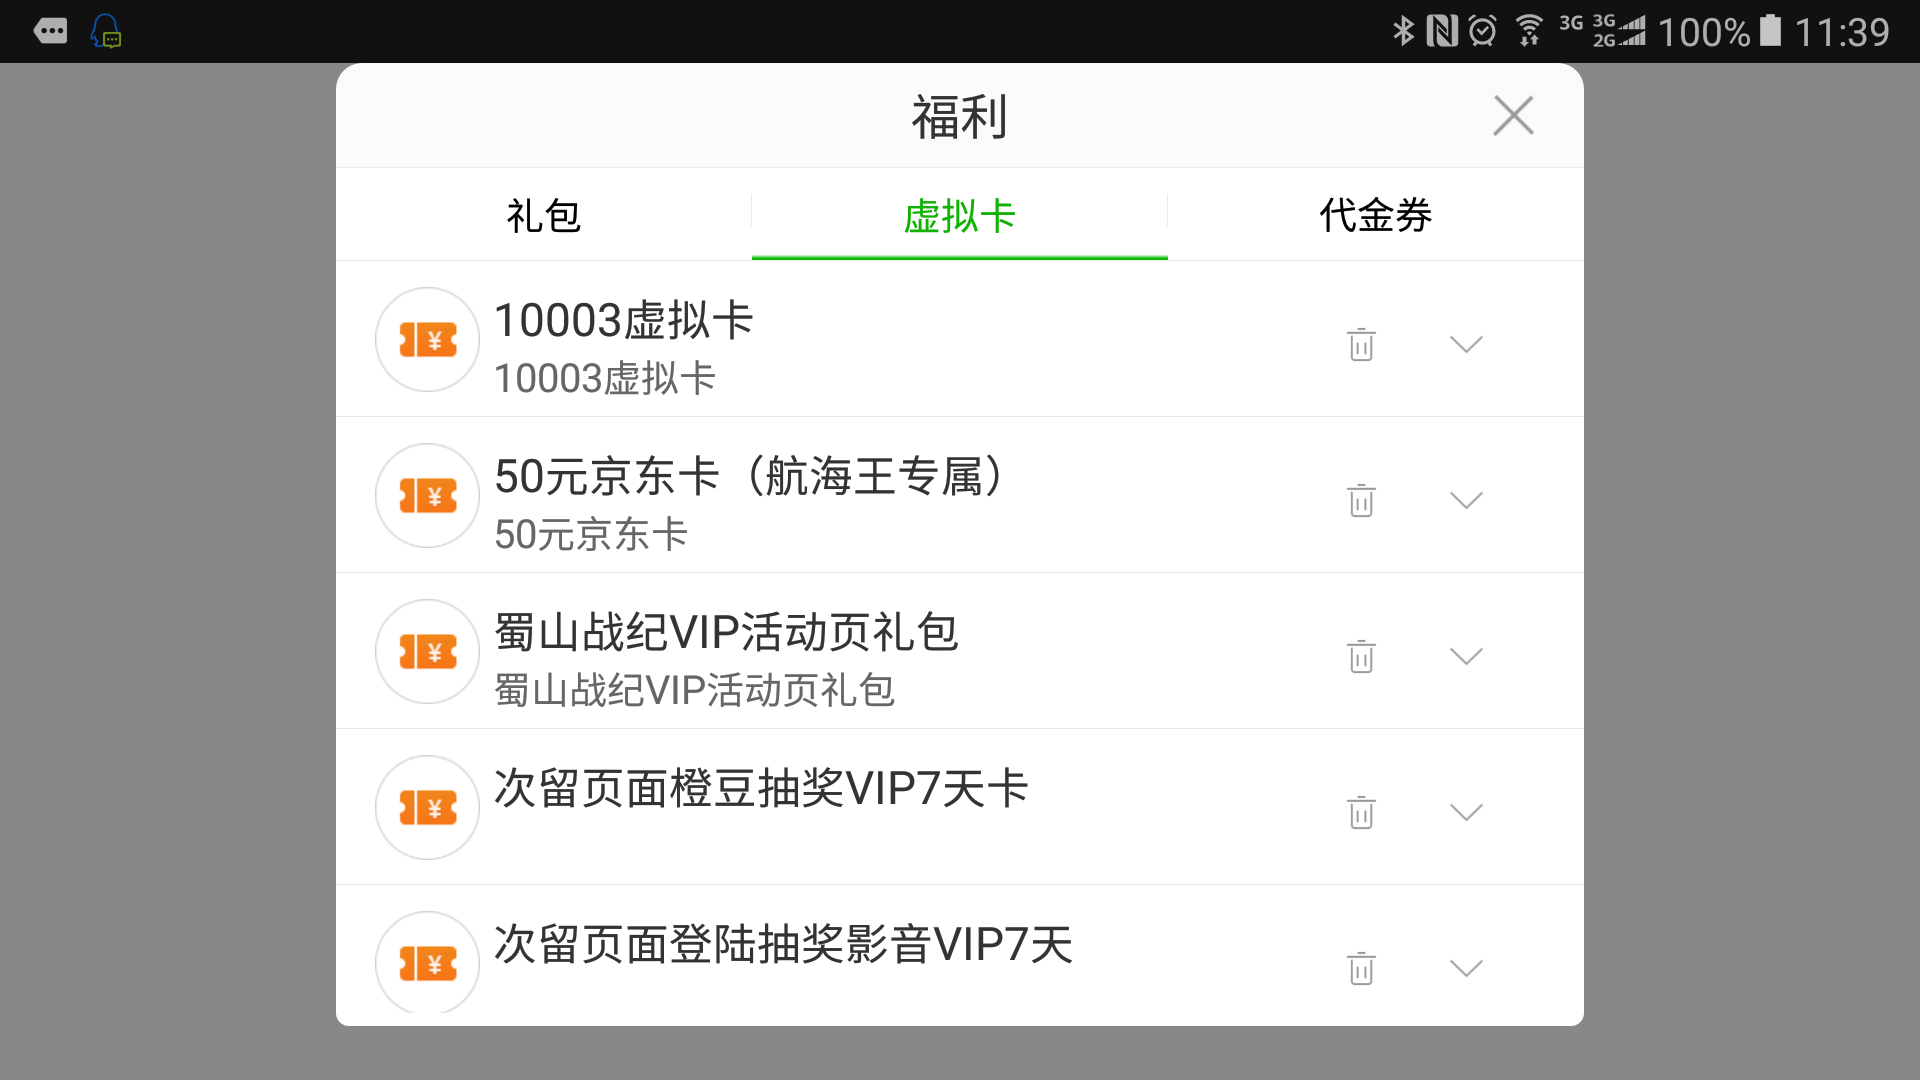 3G 3G 2G 100% 11:39
福利
礼包 虚拟卡 代金券
10003虚拟卡
10003虚拟卡
50元京东卡（航海王专属）
50元京东卡
蜀山战纪VIP活动页礼包
蜀山战纪VIP活动页礼包
次留页面橙豆抽奖VIP7天卡
次留页面登陆抽奖影音VIP7天